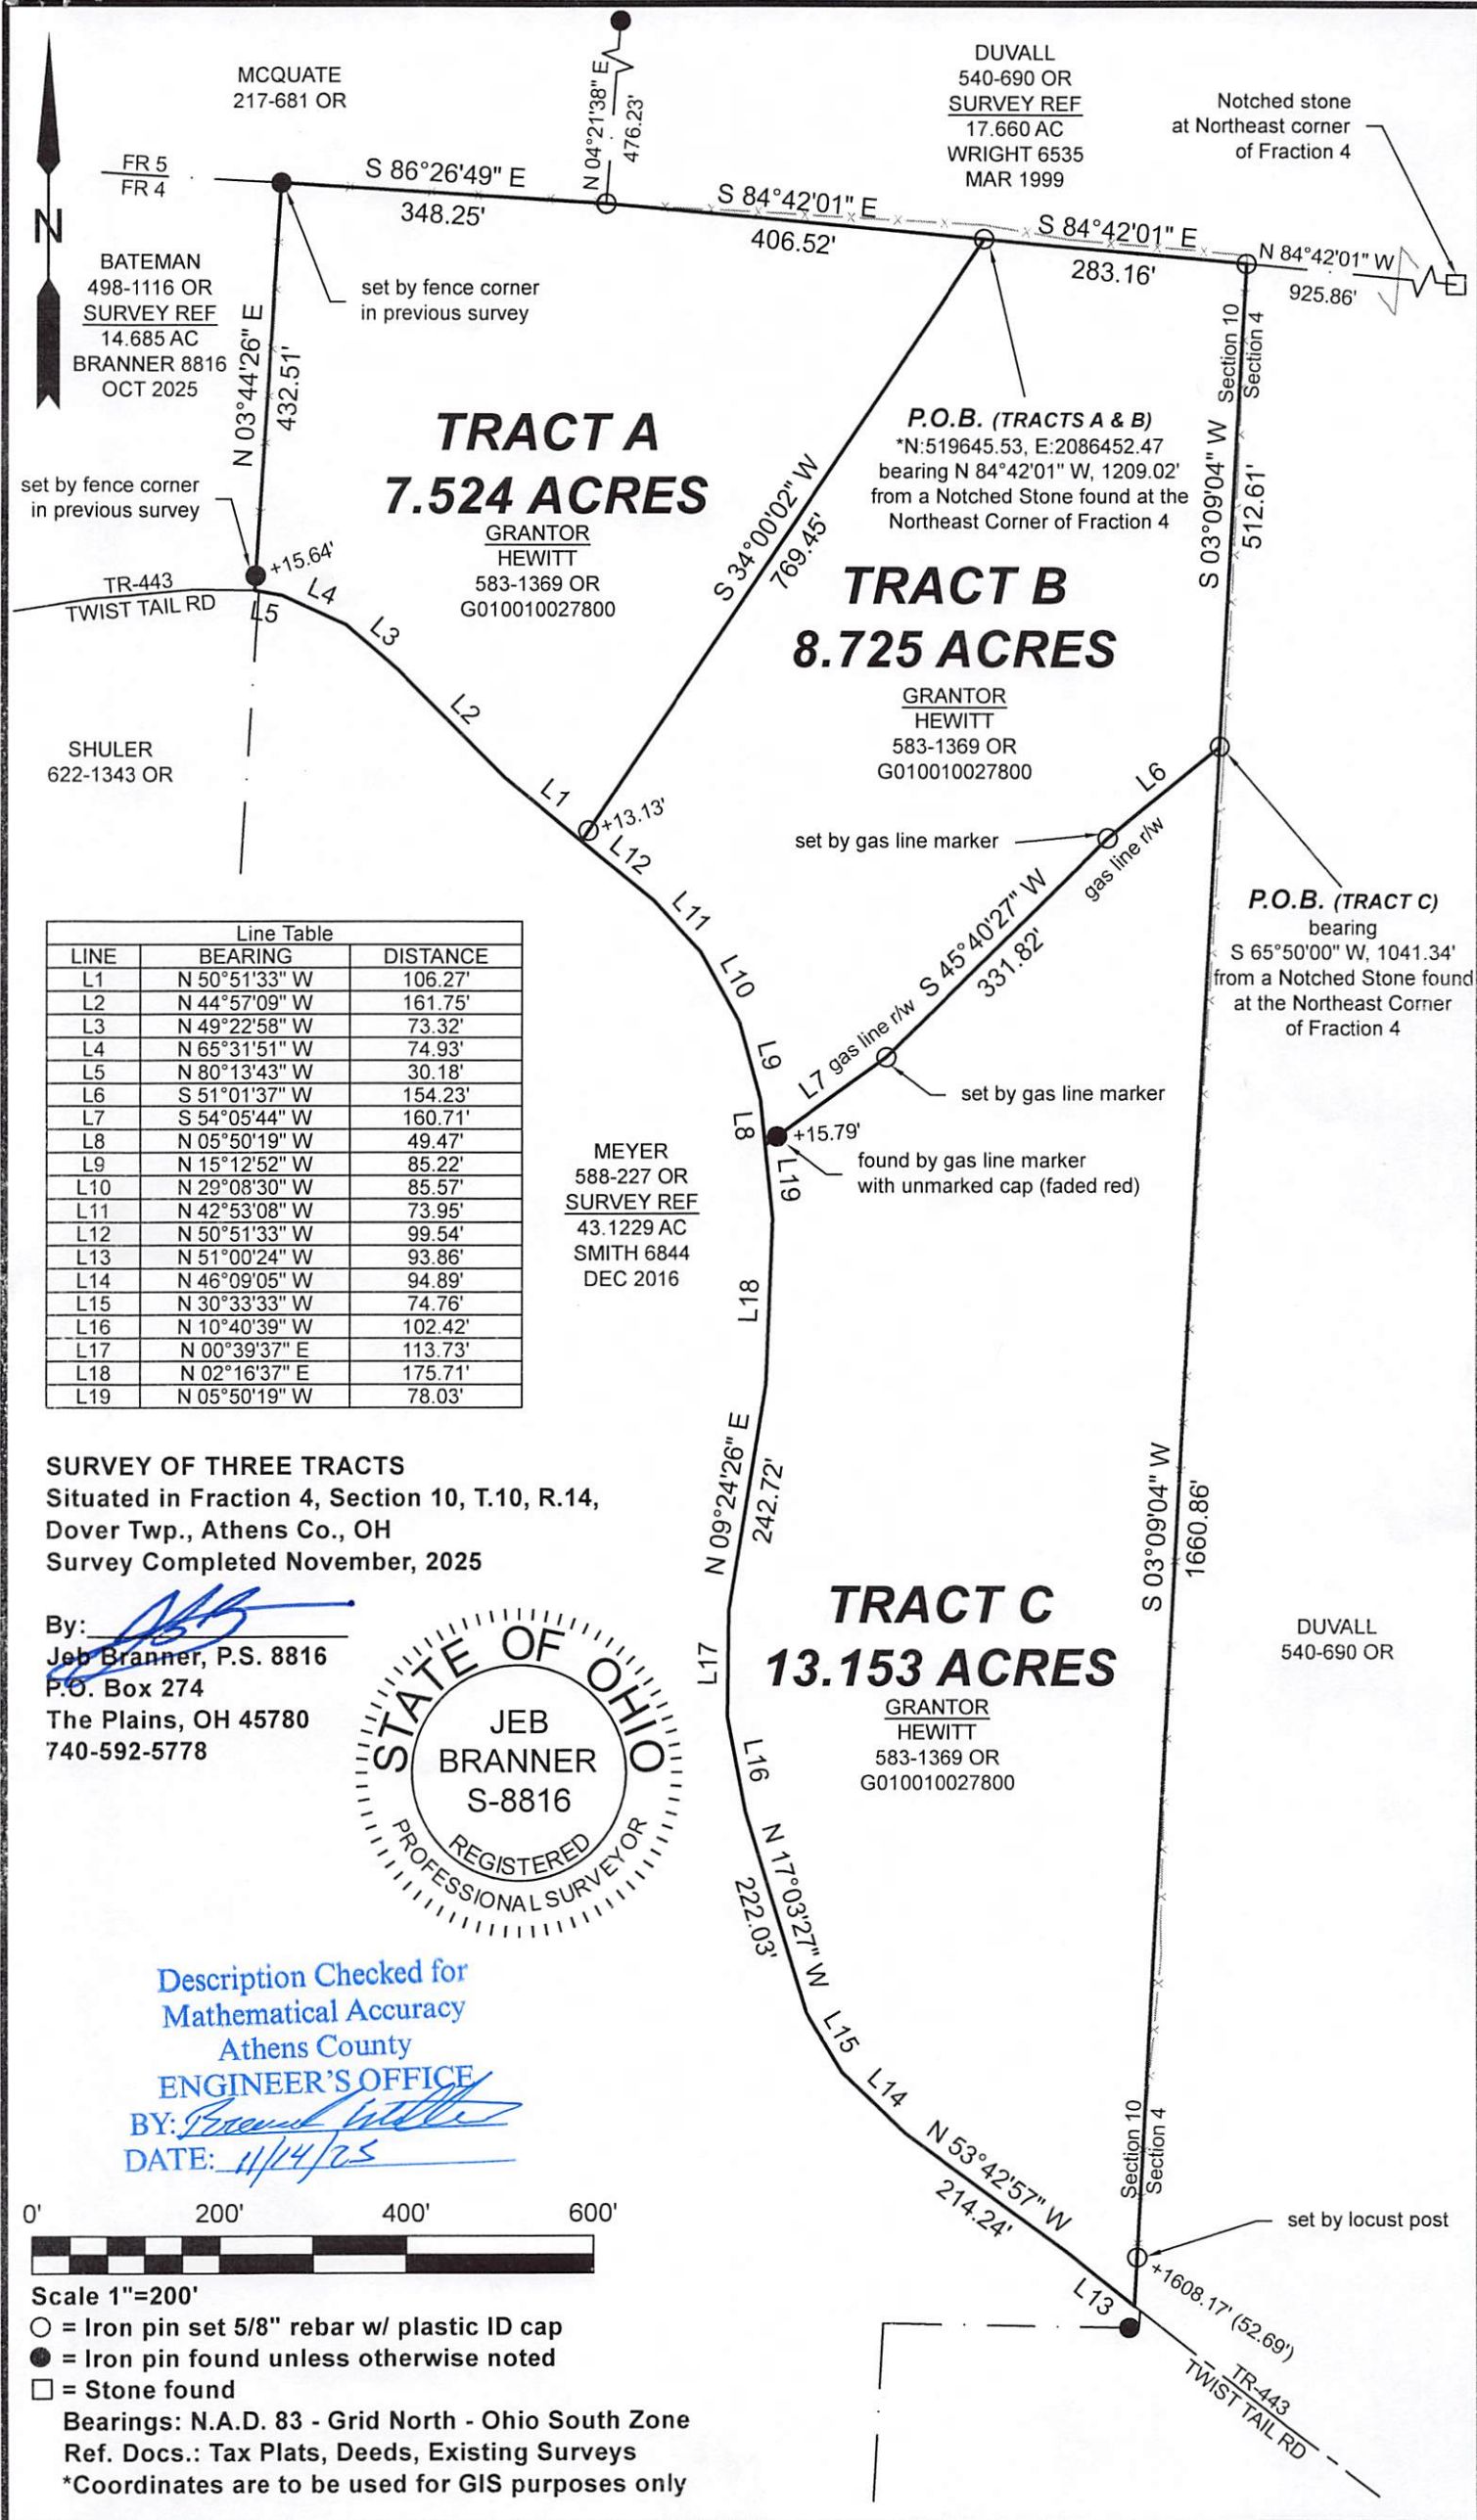 MCQUATE
217-681 OR
N 04°21'38" E
476.23'
DUVALL
540-690 OR
SURVEY REF
17.660 AC
WRIGHT 6535
MAR 1999
Notched stone
at Northeast corner
of Fraction 4
FR 5
FR 4
N
S 86°26'49" E
348.25'
S 84°42'01" E
406.52'
S 84°42'01" E
283.16'
N 84°42'01" W
925.86'
BATEMAN
498-1116 OR
SURVEY REF
14.685 AC
BRANNER 8816
OCT 2025
set by fence corner
in previous survey
N 03°44'26" E
432.51'
Section 10
Section 4
TRACT A
7.524 ACRES
GRANTOR
HEWITT
583-1369 OR
G010010027800
P.O.B. (TRACTS A & B)
*N:519645.53, E:2086452.47
bearing N 84°42'01" W, 1209.02'
from a Notched Stone found at the
Northeast Corner of Fraction 4
S 03°09'04" W
512.61'
set by fence corner
in previous survey
S 34°00'02" W
769.45'
+15.64'
TR-443
TWIST TAIL RD
L5
L4
L3
L2
L1
TRACT B
8.725 ACRES
GRANTOR
HEWITT
583-1369 OR
G010010027800
SHULER
622-1343 OR
+13.13'
L12
L11
L10
L9
L8
L6
set by gas line marker
gas line r/w
S 45°40'27" W
331.82'
L7 gas line r/w
P.O.B. (TRACT C)
bearing
S 65°50'00" W, 1041.34'
from a Notched Stone found
at the Northeast Corner
of Fraction 4
set by gas line marker
+15.79'
L19
found by gas line marker
with unmarked cap (faded red)
Line Table
LINE BEARING DISTANCE
L1 N 50°51'33" W 106.27'
L2 N 44°57'09" W 161.75'
L3 N 49°22'58" W 73.32'
L4 N 65°31'51" W 74.93'
L5 N 80°13'43" W 30.18'
L6 S 51°01'37" W 154.23'
L7 S 54°05'44" W 160.71'
L8 N 05°50'19" W 49.47'
L9 N 15°12'52" W 85.22'
L10 N 29°08'30" W 85.57'
L11 N 42°53'08" W 73.95'
L12 N 50°51'33" W 99.54'
L13 N 51°00'24" W 93.86'
L14 N 46°09'05" W 94.89'
L15 N 30°33'33" W 74.76'
L16 N 10°40'39" W 102.42'
L17 N 00°39'37" E 113.73'
L18 N 02°16'37" E 175.71'
L19 N 05°50'19" W 78.03'
MEYER
588-227 OR
SURVEY REF
43.1229 AC
SMITH 6844
DEC 2016
L18
N 09°24'26" E
242.72'
S 03°09'04" W
1660.86'
SURVEY OF THREE TRACTS
Situated in Fraction 4, Section 10, T.10, R.14,
Dover Twp., Athens Co., OH
Survey Completed November, 2025
By:
Jeb Branner, P.S. 8816
P.O. Box 274
The Plains, OH 45780
740-592-5778
STATE OF OHIO
JEB
BRANNER
S-8816
REGISTERED
PROFESSIONAL SURVEYOR
TRACT C
13.153 ACRES
GRANTOR
HEWITT
583-1369 OR
G010010027800
DUVALL
540-690 OR
L17
L16
N 17°03'27" W
222.03'
L15
L14
N 53°42'57" W
214.24'
L13
Section 10
Section 4
set by locust post
+1608.17' (52.69')
TR-443
TWIST TAIL RD
Description Checked for
Mathematical Accuracy
Athens County
ENGINEER'S OFFICE
BY:
DATE: 11/14/25
0' 200' 400' 600'
Scale 1"=200'
= Iron pin set 5/8" rebar w/ plastic ID cap
= Iron pin found unless otherwise noted
= Stone found
Bearings: N.A.D. 83 - Grid North - Ohio South Zone
Ref. Docs.: Tax Plats, Deeds, Existing Surveys
*Coordinates are to be used for GIS purposes only